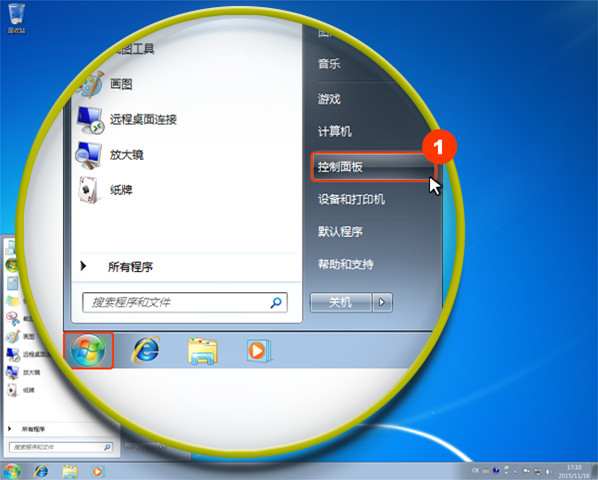 回收站
截图工具
画图
远程桌面连接
放大镜
纸牌
所有程序
搜索程序和文件
音乐
游戏
计算机
1
控制面板
设备和打印机
默认程序
帮助和支持
关机
画图
远程桌面连
放大镜
纸牌
所有程序
搜索程序和文件
17:10
2015/11/16